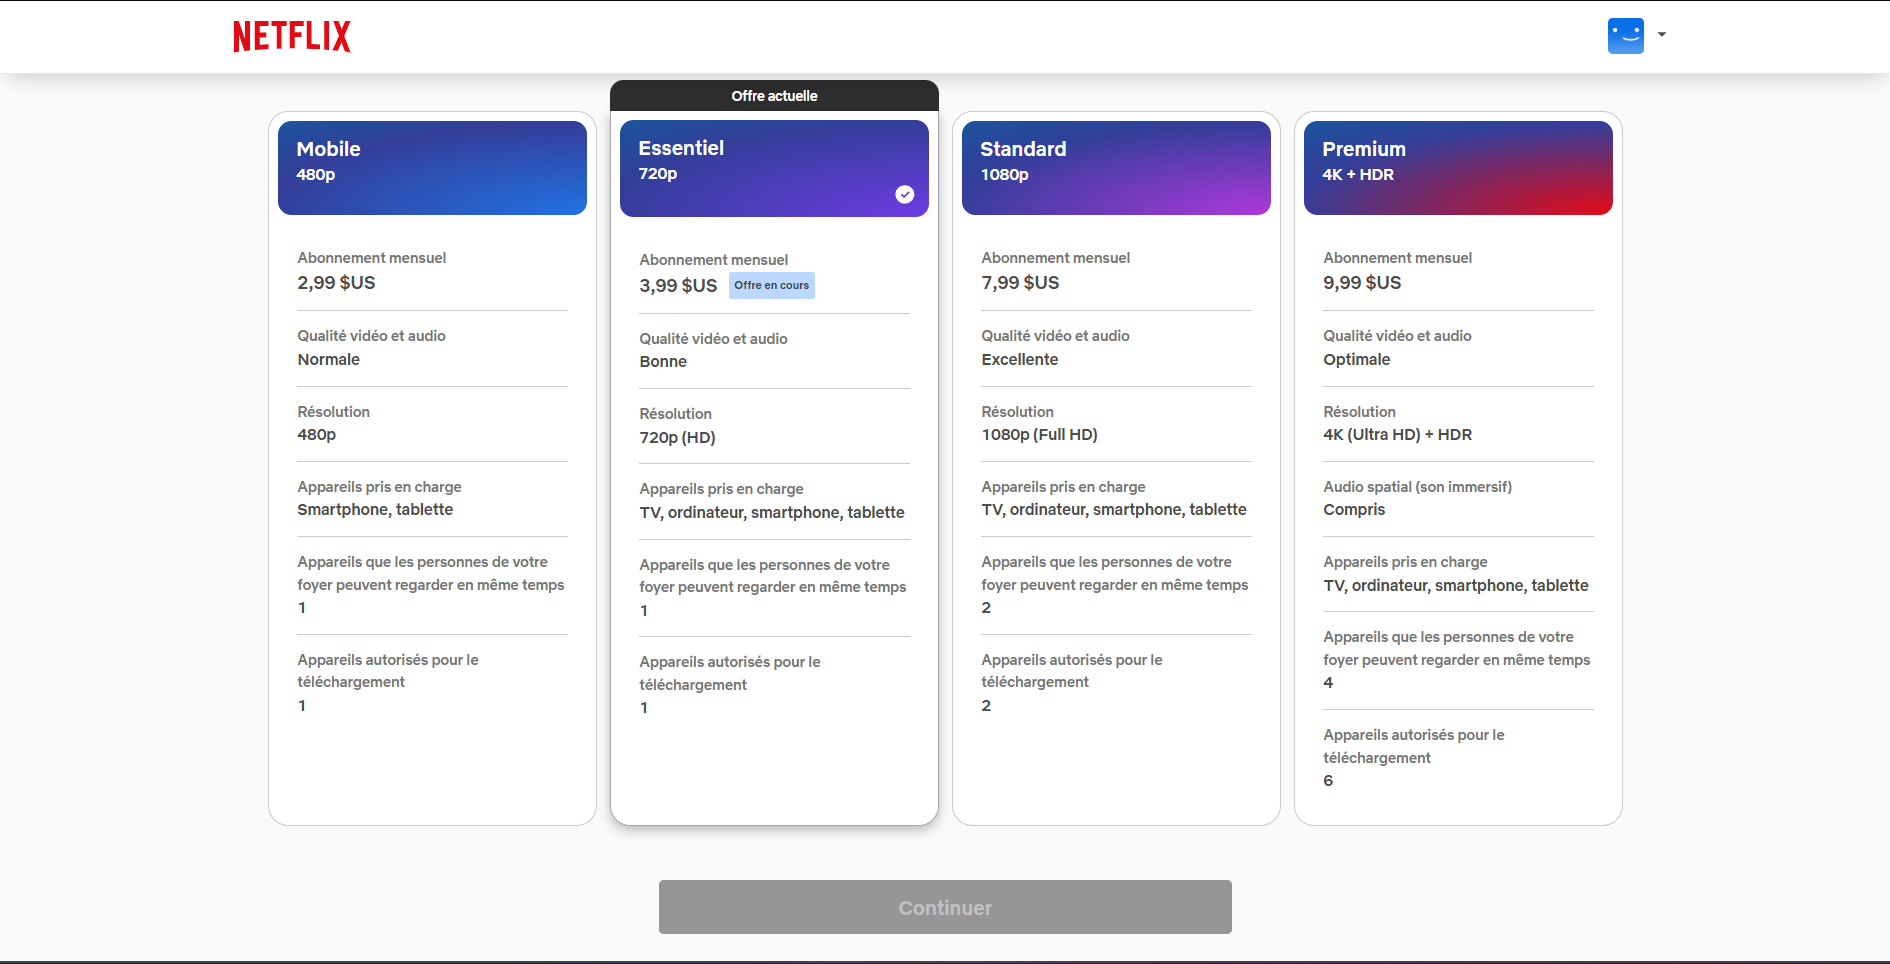 NETFLIX
Mobile
480p
Abonnement mensuel
2,99 $US
Qualité vidéo et audio
Normale
Résolution
480p
Appareils pris en charge
Smartphone, tablette
Appareils que les personnes de votre
foyer peuvent regarder en même temps
1
Appareils autorisés pour le
téléchargement
1
Offre actuelle
Essentiel
720p
Abonnement mensuel
3,99 $US Offre en cours
Qualité vidéo et audio
Bonne
Résolution
720p (HD)
Appareils pris en charge
TV, ordinateur, smartphone, tablette
Appareils que les personnes de votre
foyer peuvent regarder en même temps
1
Appareils autorisés pour le
téléchargement
1
Standard
1080p
Abonnement mensuel
7,99 $US
Qualité vidéo et audio
Excellente
Résolution
1080p (Full HD)
Appareils pris en charge
TV, ordinateur, smartphone, tablette
Appareils que les personnes de votre
foyer peuvent regarder en même temps
2
Appareils autorisés pour le
téléchargement
2
Premium
4K + HDR
Abonnement mensuel
9,99 $US
Qualité vidéo et audio
Optimale
Résolution
4K (Ultra HD) + HDR
Audio spatial (son immersif)
Compris
Appareils pris en charge
TV, ordinateur, smartphone, tablette
Appareils que les personnes de votre
foyer peuvent regarder en même temps
4
Appareils autorisés pour le
téléchargement
6
Continuer